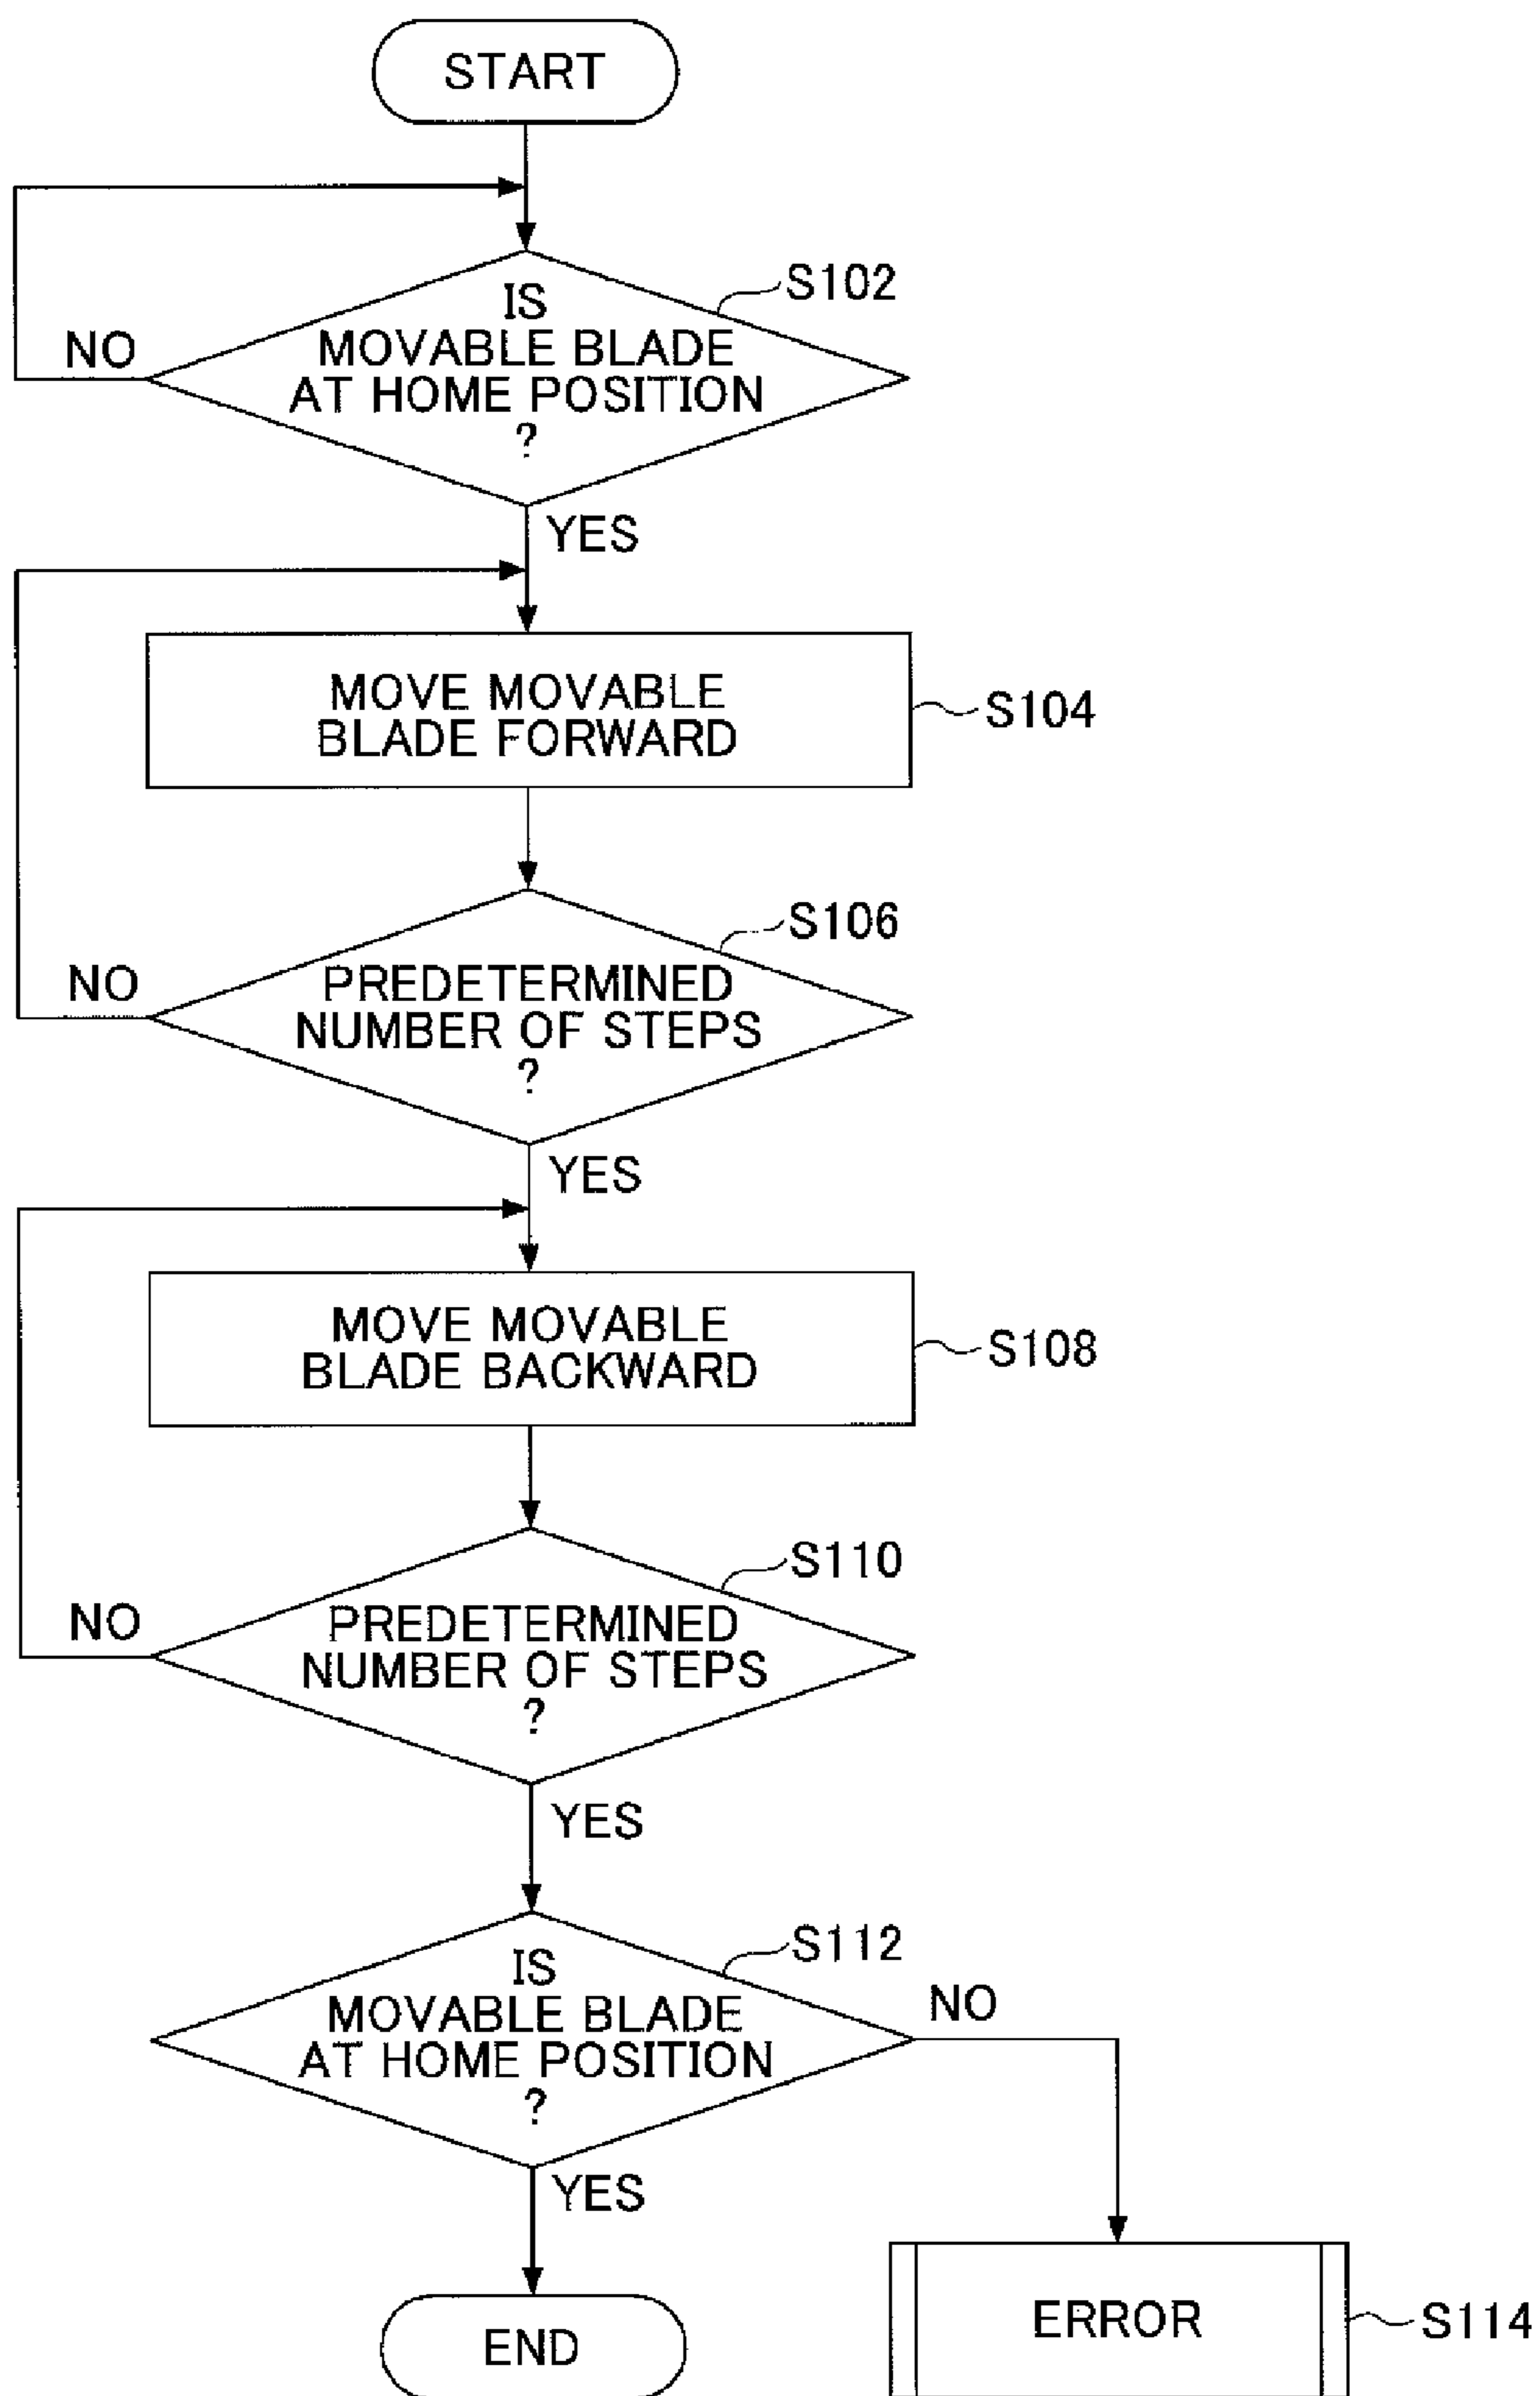 START
S102
IS
MOVABLE BLADE
AT HOME POSITION
?
NO
YES
MOVE MOVABLE
BLADE FORWARD
S104
S106
PREDETERMINED
NUMBER OF STEPS
?
NO
YES
MOVE MOVABLE
BLADE BACKWARD
S108
S110
PREDETERMINED
NUMBER OF STEPS
?
NO
YES
S112
IS
MOVABLE BLADE
AT HOME POSITION
?
NO
YES
END
ERROR
S114